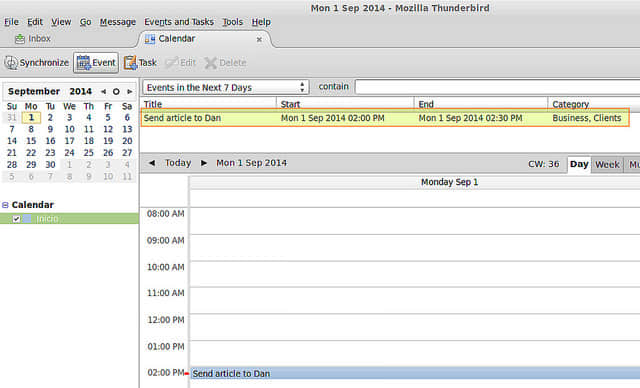 Mon 1 Sep 2014 - Mozilla Thunderbird
File Edit View Go Message Events and Tasks Tools Help
Inbox Calendar ×
Synchronize Event Task Edit Delete
September 2014
Su Mo Tu We Th Fr Sa
31 1 2 3 4 5 6
7 8 9 10 11 12 13
14 15 16 17 18 19 20
21 22 23 24 25 26 27
28 29 30 1 2 3 4
5 6 7 8 9 10 11
Calendar
Inicio
Events in the Next 7 Days contain
Title Start End Category
Send article to Dan Mon 1 Sep 2014 02:00 PM Mon 1 Sep 2014 02:30 PM Business, Clients
Today Mon 1 Sep 2014 CW: 36 Day Week Mu
Monday Sep 1
08:00 AM
09:00 AM
10:00 AM
11:00 AM
12:00 PM
01:00 PM
02:00 PM Send article to Dan